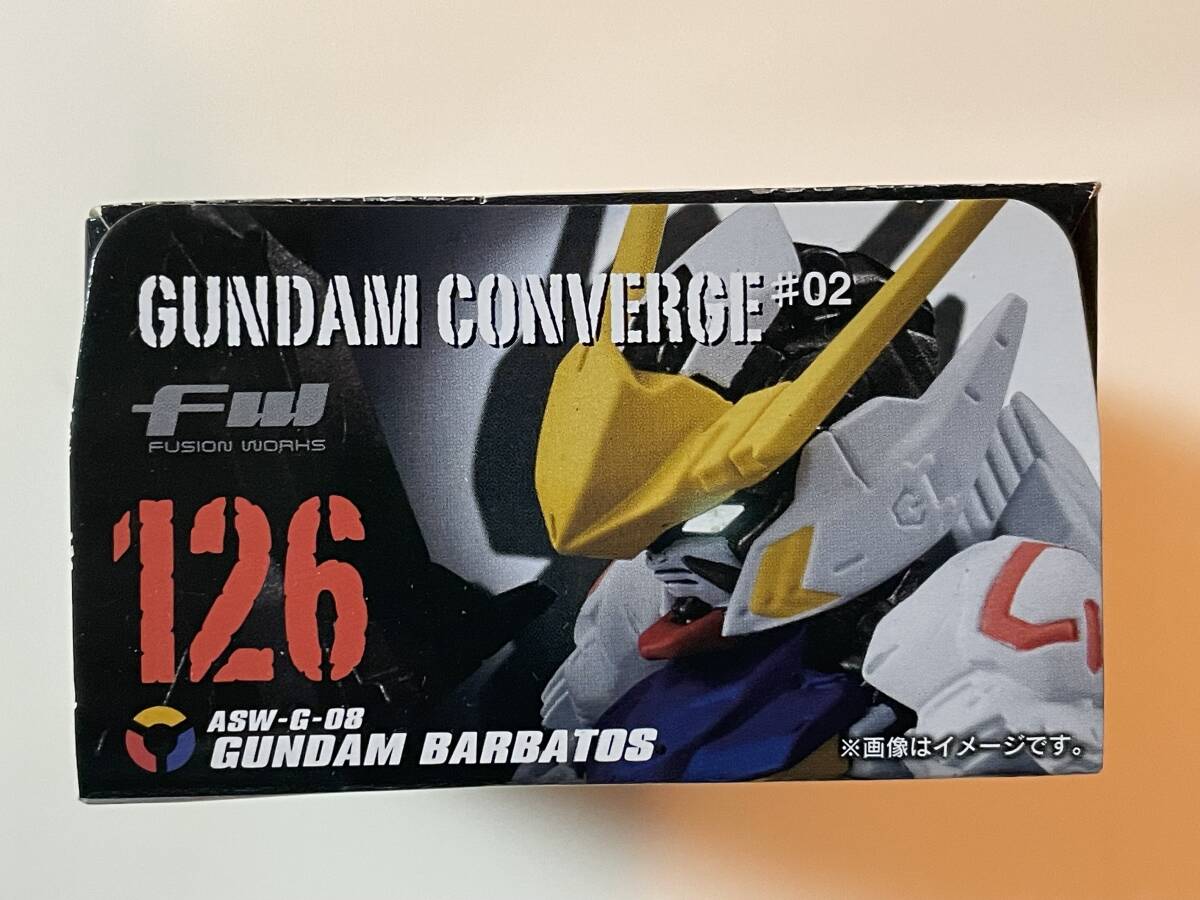 GUNDAM CONVERGE #02
FW
FUSION WORKS
126
ASW-G-08
GUNDAM BARBATOS
※画像はイメージです。